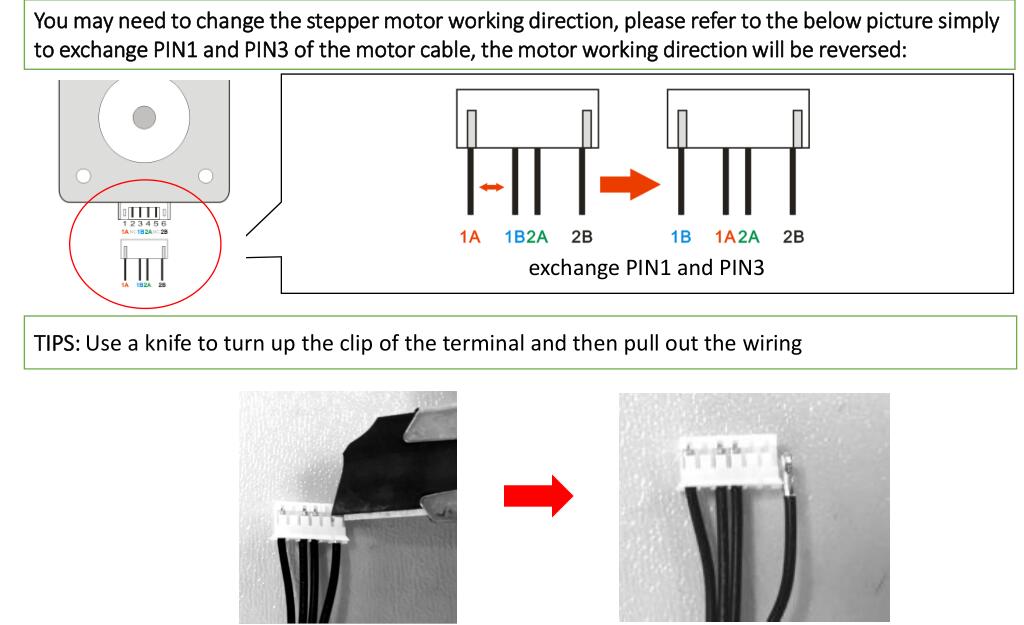 You may need to change the stepper motor working direction, please refer to the below picture simply
to exchange PIN1 and PIN3 of the motor cable, the motor working direction will be reversed:
1 2 3 4 5 6
1A NC 1B 2A NC 2B
1A 1B 2A 2B
1A 1B 2A 2B
1B 1A 2A 2B
exchange PIN1 and PIN3
TIPS: Use a knife to turn up the clip of the terminal and then pull out the wiring